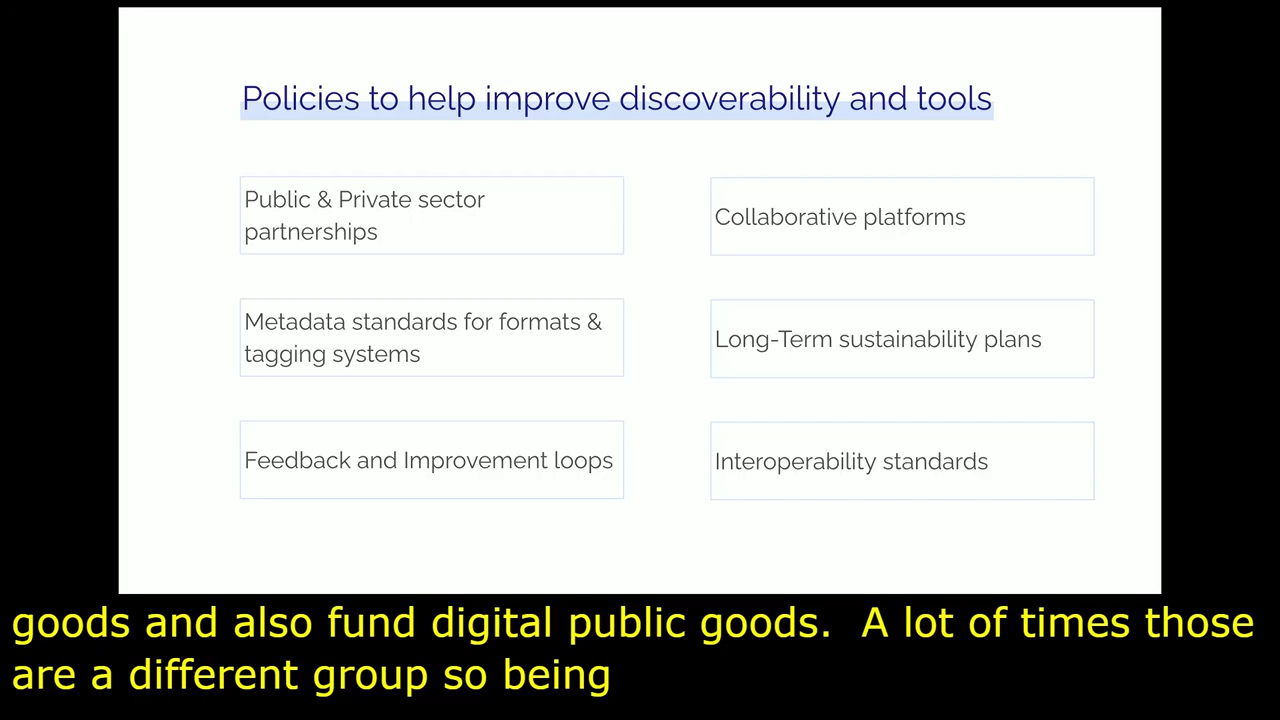 Policies to help improve discoverability and tools
Public & Private sector
partnerships
Collaborative platforms
Metadata standards for formats &
tagging systems
Long-Term sustainability plans
Feedback and Improvement loops
Interoperability standards
goods and also fund digital public goods.  A lot of times those
are a different group so being